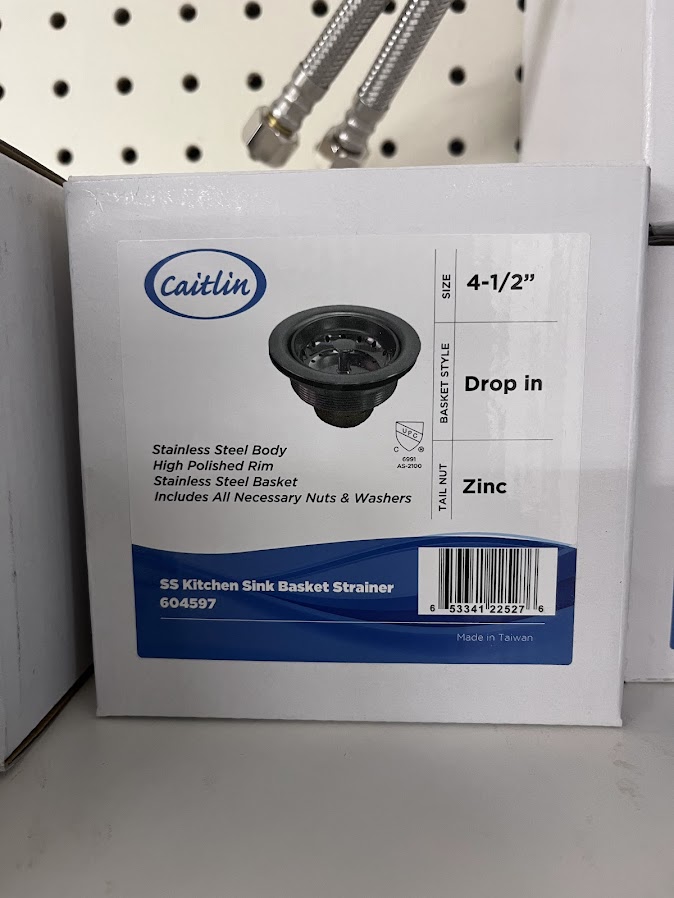 Caitlin
SIZE
4-1/2”
BASKET STYLE
Drop in
TAIL NUT
Zinc
UPC
C ®
6991
AS-2100
Stainless Steel Body
High Polished Rim
Stainless Steel Basket
Includes All Necessary Nuts & Washers
SS Kitchen Sink Basket Strainer
604597
6 53341 22527 6
Made in Taiwan